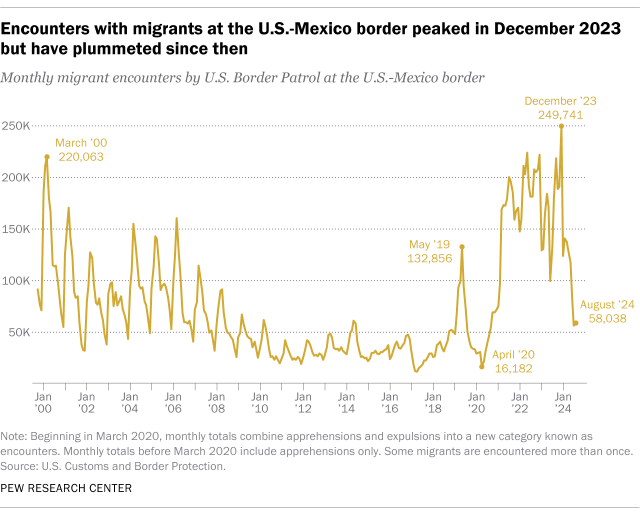 Encounters with migrants at the U.S.-Mexico border peaked in December 2023
but have plummeted since then
Monthly migrant encounters by U.S. Border Patrol at the U.S.-Mexico border
December ’23
249,741
250K
March ’00
220,063
200K
150K
May ’19
132,856
100K
August ’24
58,038
50K
April ’20
16,182
Jan Jan Jan Jan Jan Jan Jan Jan Jan Jan Jan Jan Jan
’00 ’02 ’04 ’06 ’08 ’10 ’12 ’14 ’16 ’18 ’20 ’22 ’24
Note: Beginning in March 2020, monthly totals combine apprehensions and expulsions into a new category known as
encounters. Monthly totals before March 2020 include apprehensions only. Some migrants are encountered more than once.
Source: U.S. Customs and Border Protection.
PEW RESEARCH CENTER